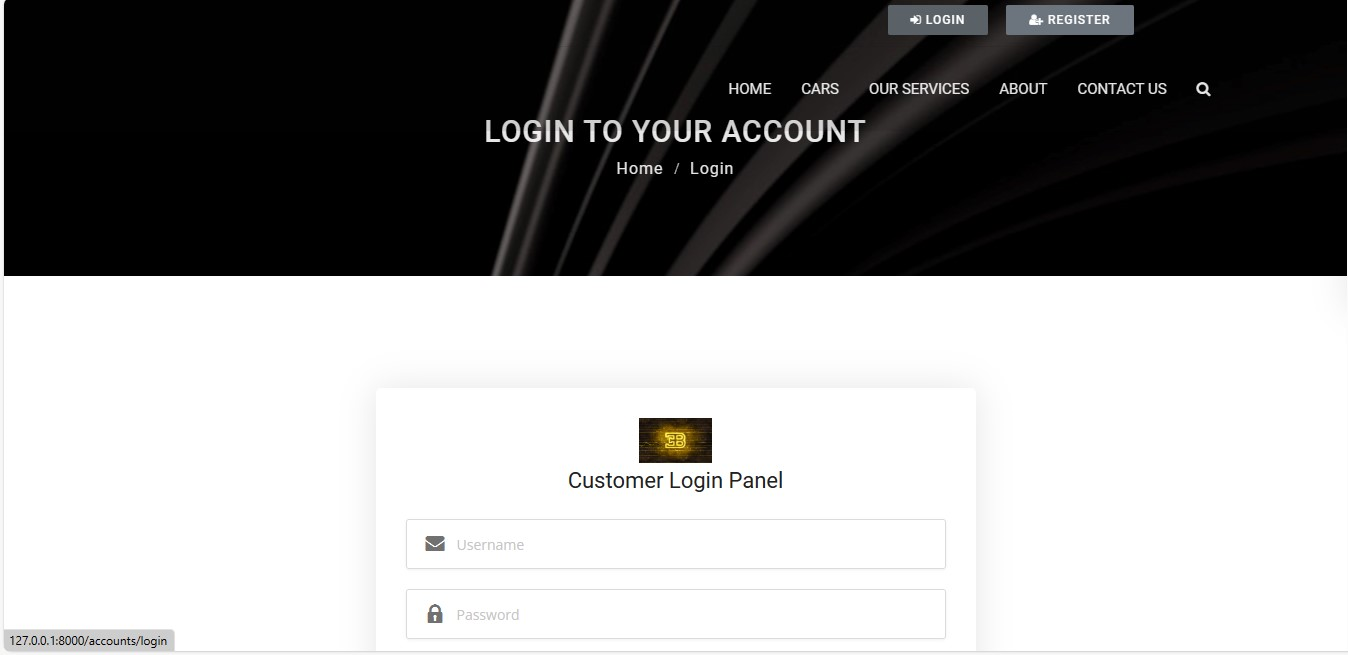 LOGIN REGISTER
HOME CARS OUR SERVICES ABOUT CONTACT US
LOGIN TO YOUR ACCOUNT
Home / Login
B
Customer Login Panel
Username
Password
127.0.0.1:8000/accounts/login